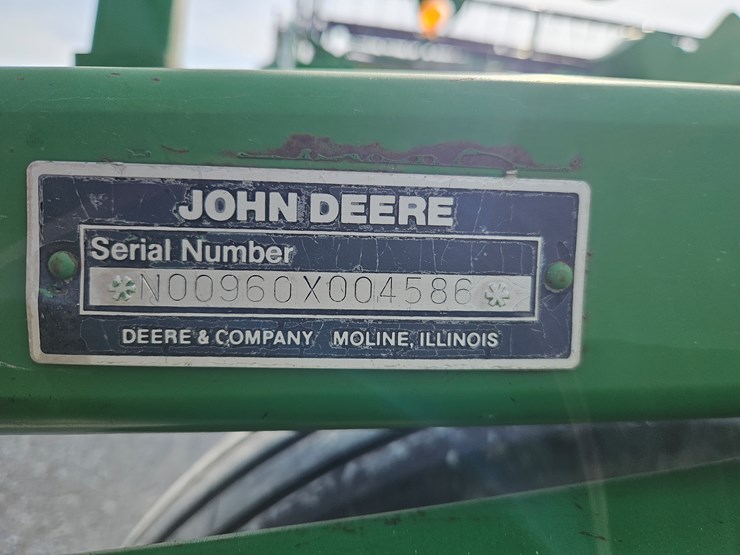 JOHN DEERE
Serial Number
*N00960X004586*
DEERE & COMPANY MOLINE, ILLINOIS